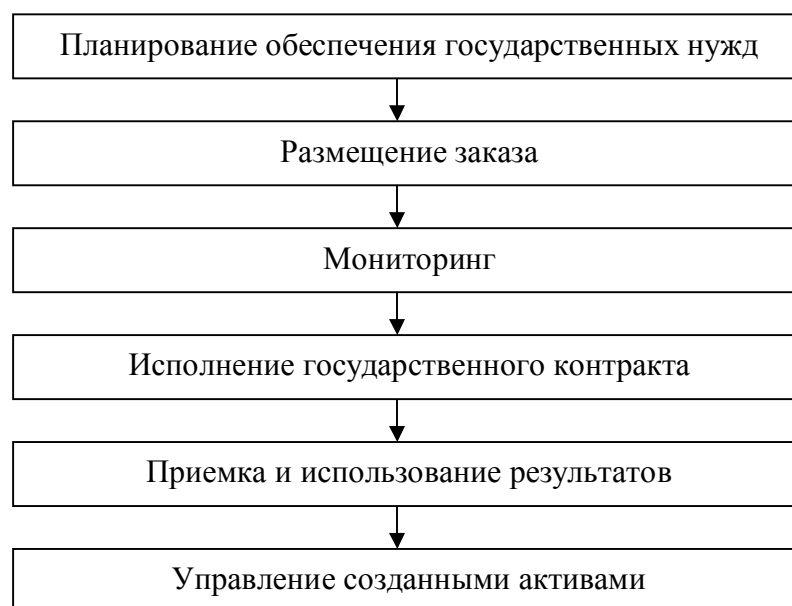 Планирование обеспечения государственных нужд
Размещение заказа
Мониторинг
Исполнение государственного контракта
Приемка и использование результатов
Управление созданными активами